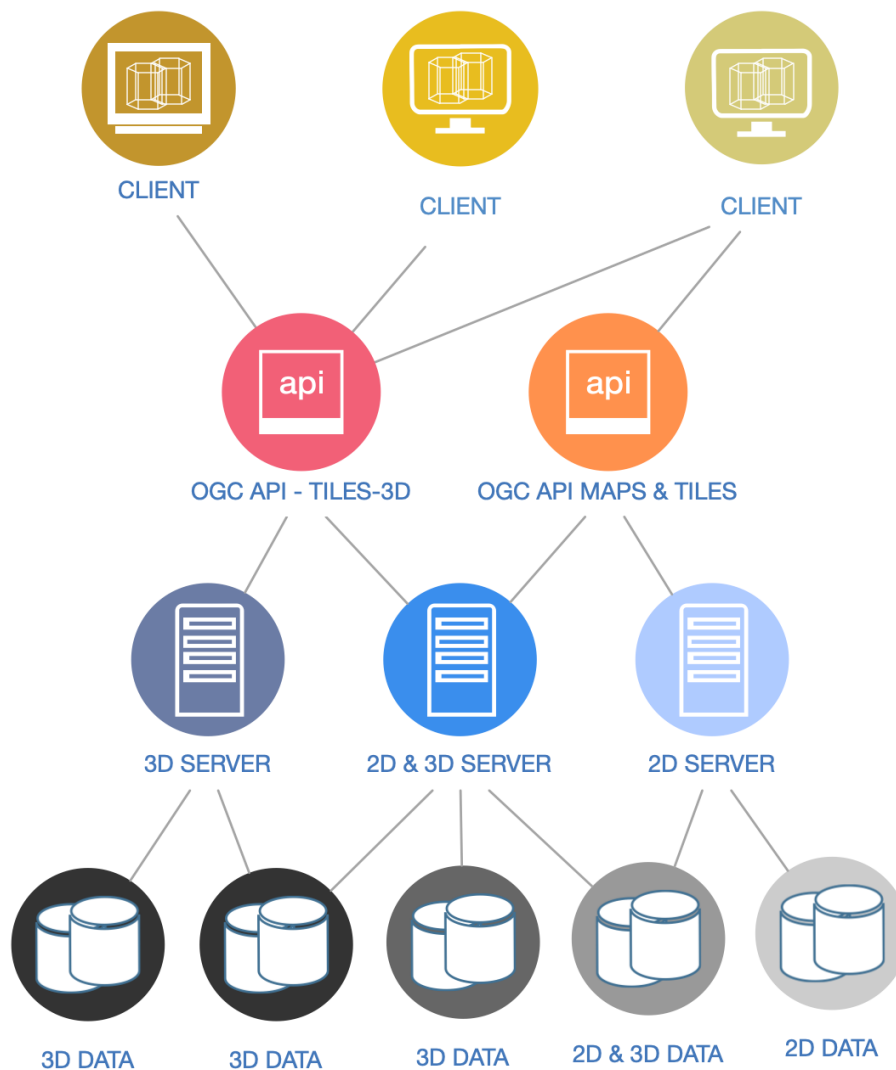 CLIENT
CLIENT
CLIENT
api
api
OGC API - TILES-3D
OGC API MAPS & TILES
3D SERVER
2D & 3D SERVER
2D SERVER
3D DATA
3D DATA
3D DATA
2D & 3D DATA
2D DATA